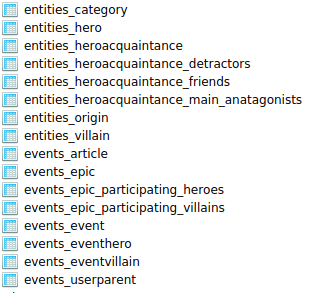 entities_category
entities_hero
entities_heroacquaintance
entities_heroacquaintance_detractors
entities_heroacquaintance_friends
entities_heroacquaintance_main_anatagonists
entities_origin
entities_villain
events_article
events_epic
events_epic_participating_heroes
events_epic_participating_villains
events_event
events_eventhero
events_eventvillain
events_userparent